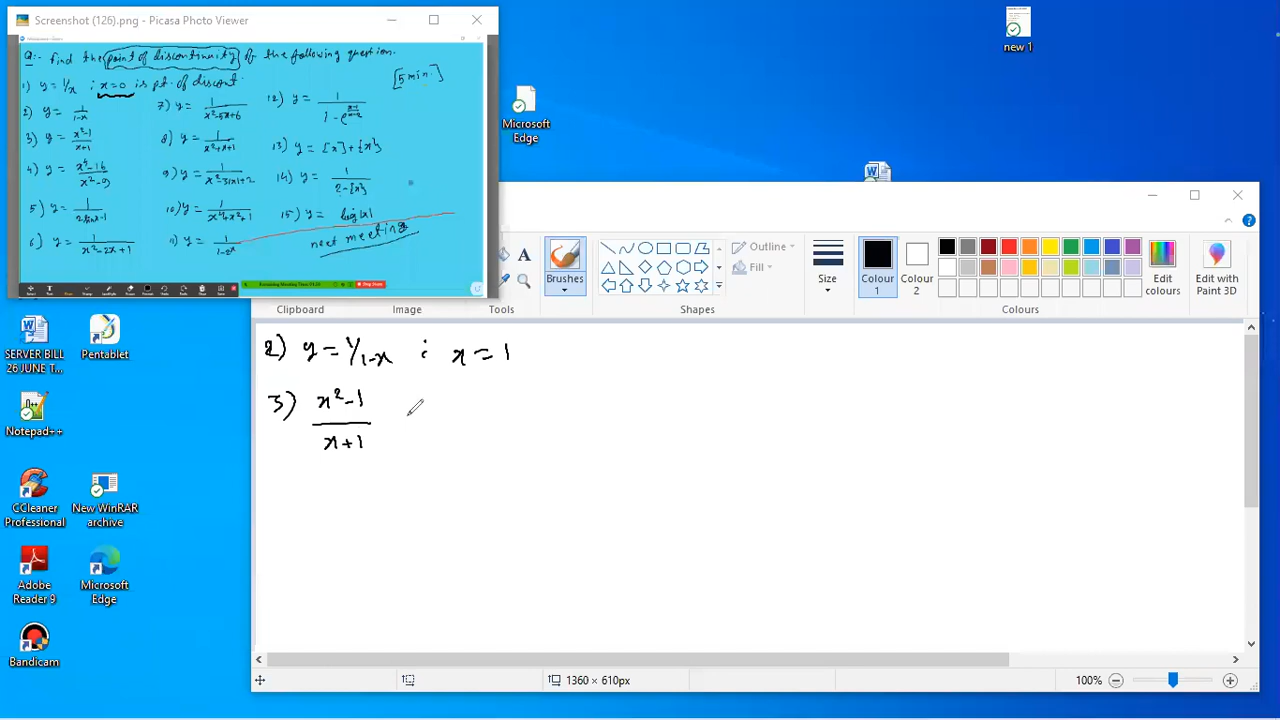 Screenshot (126).png - Picasa Photo Viewer
Q:- find the point of discontinuity of the following question.
[5 min.]
1) y = 1/x ; x=0 is pt. of discont.
2) y = 1/1-x
3) y = x²-1/x+1
4) y = x⁴-16/x²-9
5) y = 1/2sinx-1
6) y = 1/x²-2x+1
7) y = 1/x²-5x+6
8) y = 1/x²+x+1
9) y = 1/x²-3|x|+2
10) y = 1/x⁴+x²+1
11) y = 1/1-2ˣ
12) y = 1/1-e^(x-1/x-2)
13) y = [x]+{x}
14) y = 1/2-{x}
15) y = log|x|
next meeting
new 1
Microsoft
Edge
SERVER BILL
26 JUNE T...
Pentablet
Notepad++
CCleaner
Professional
New WinRAR
archive
Adobe
Reader 9
Microsoft
Edge
Bandicam
Brushes
A
Outline
Fill
Size
Colour
1
Colour
2
Edit
colours
Edit with
Paint 3D
Clipboard
Image
Tools
Shapes
Colours
2) y = 1/1-x ; x = 1
3) x²-1
x+1
1360 × 610px
100%